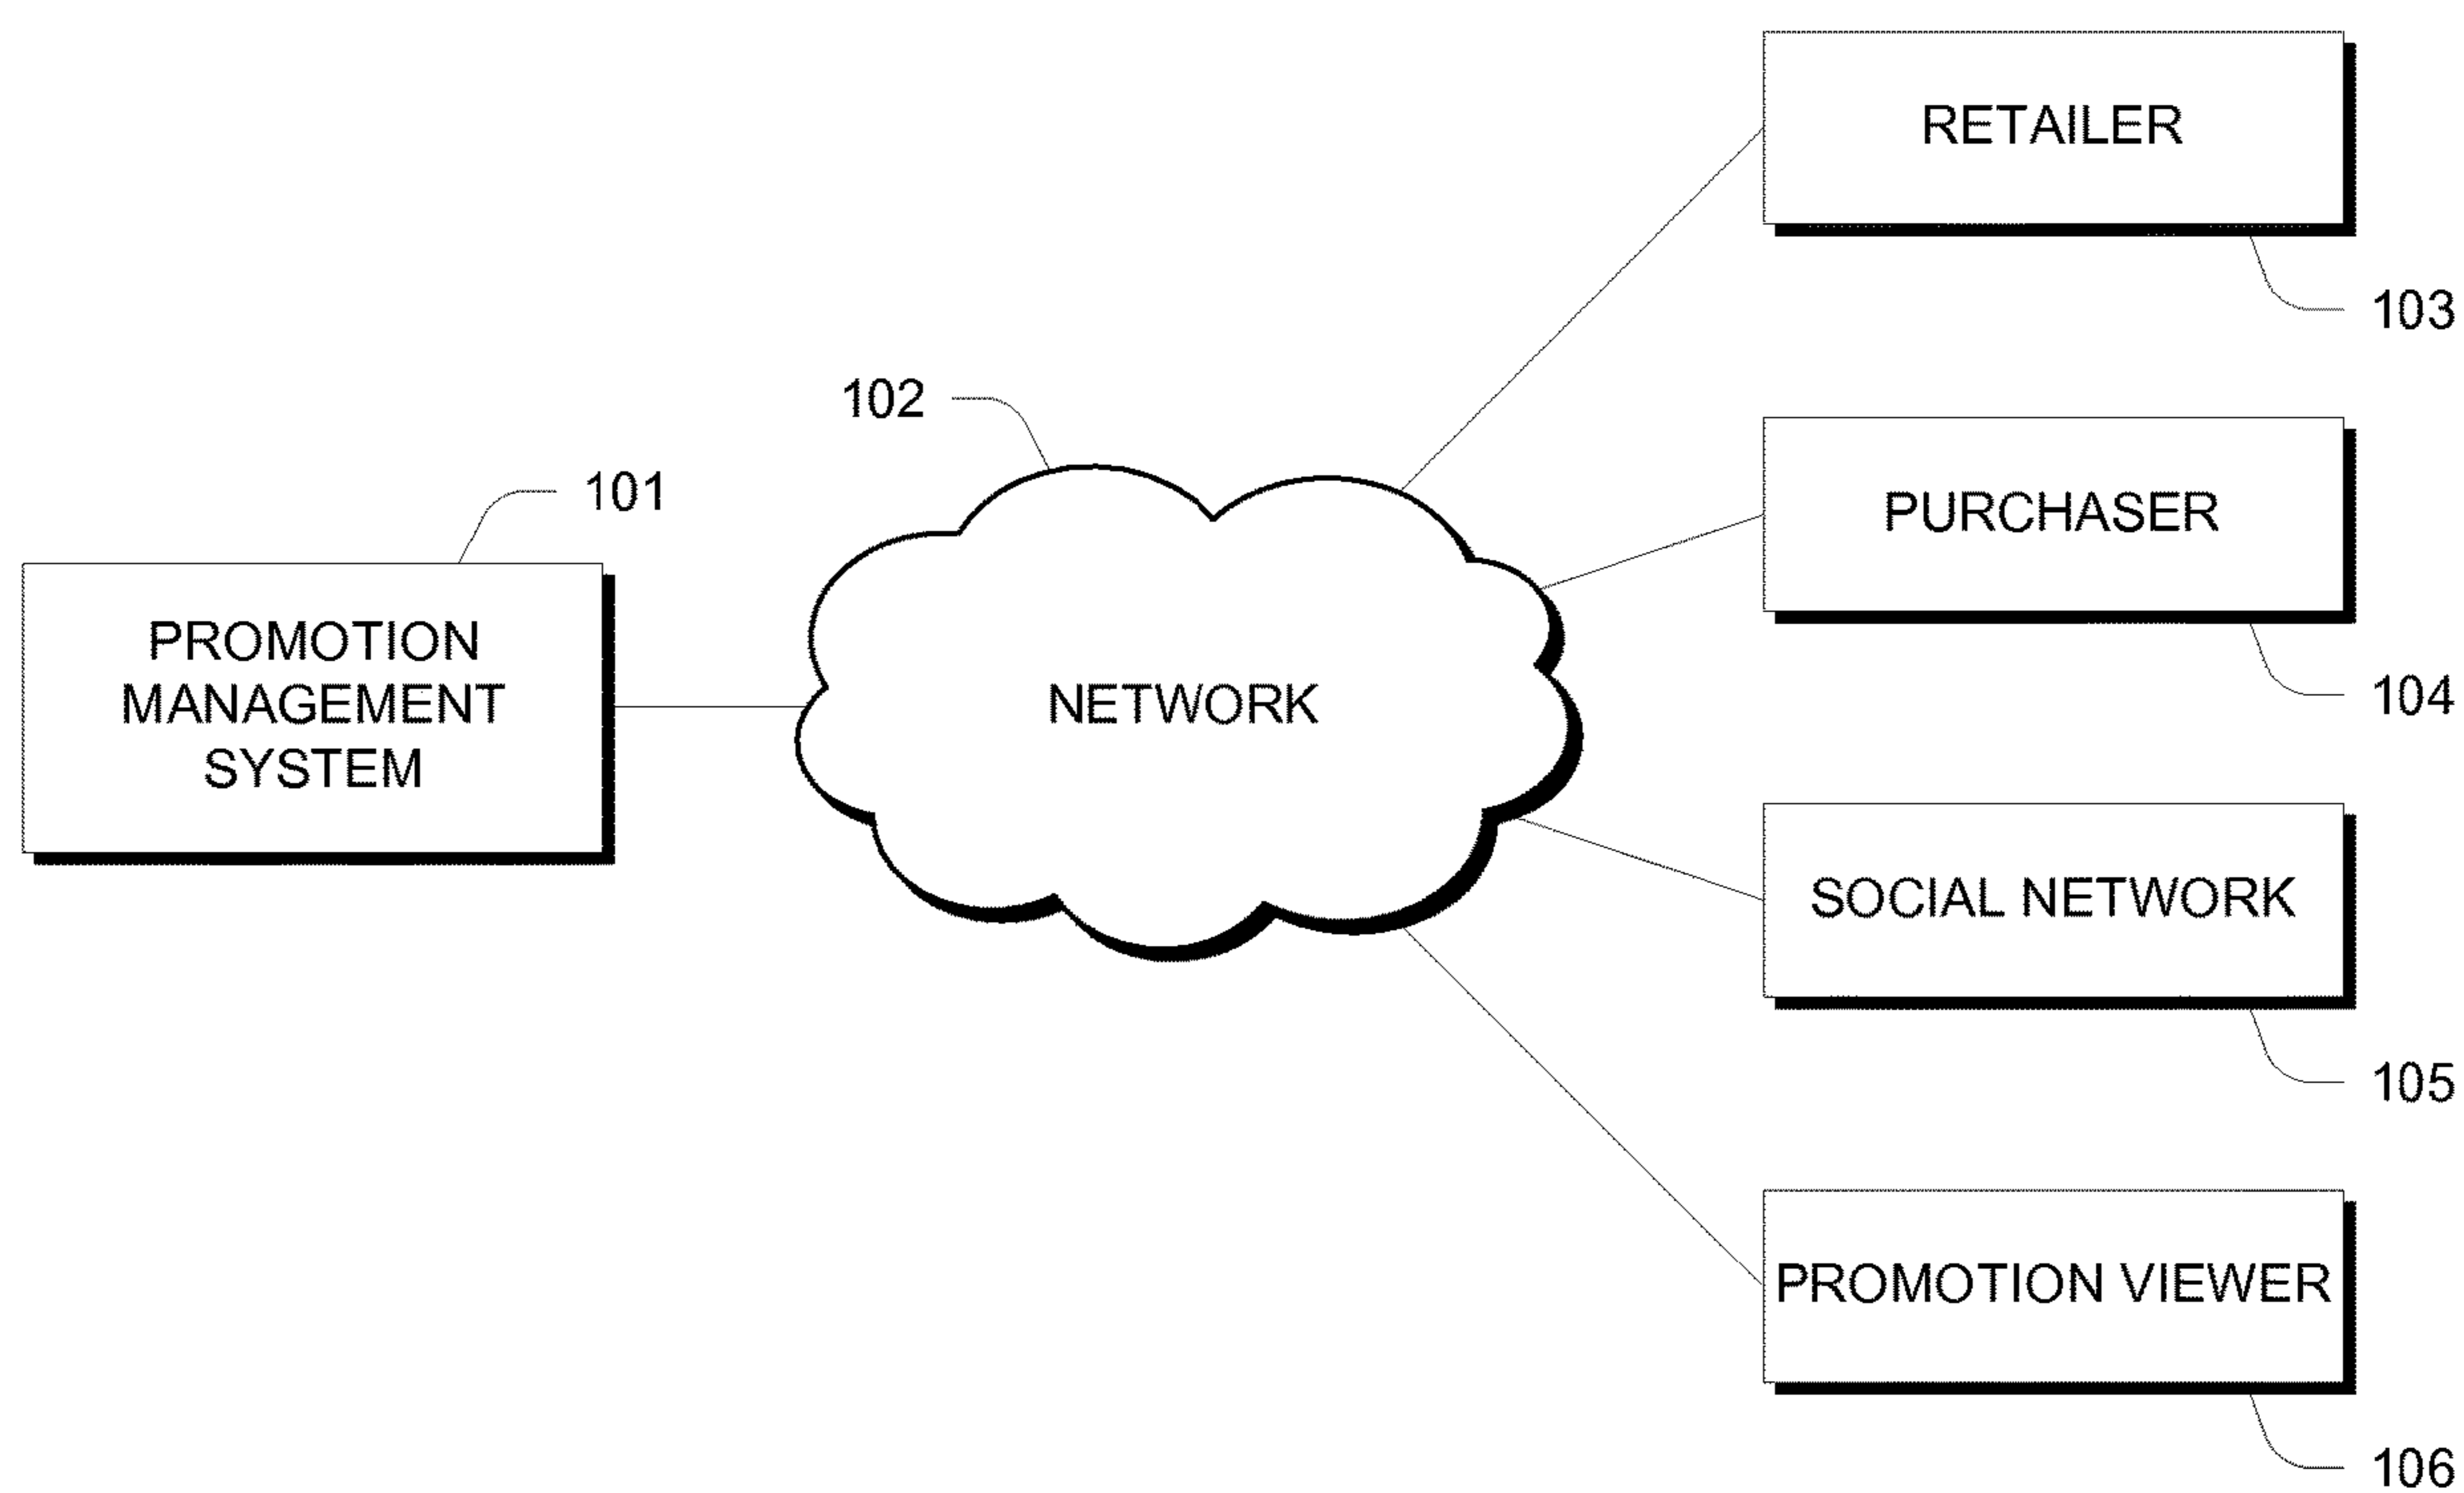 RETAILER
103
102
PURCHASER
104
101
PROMOTION
MANAGEMENT
SYSTEM
NETWORK
SOCIAL NETWORK
105
PROMOTION VIEWER
106